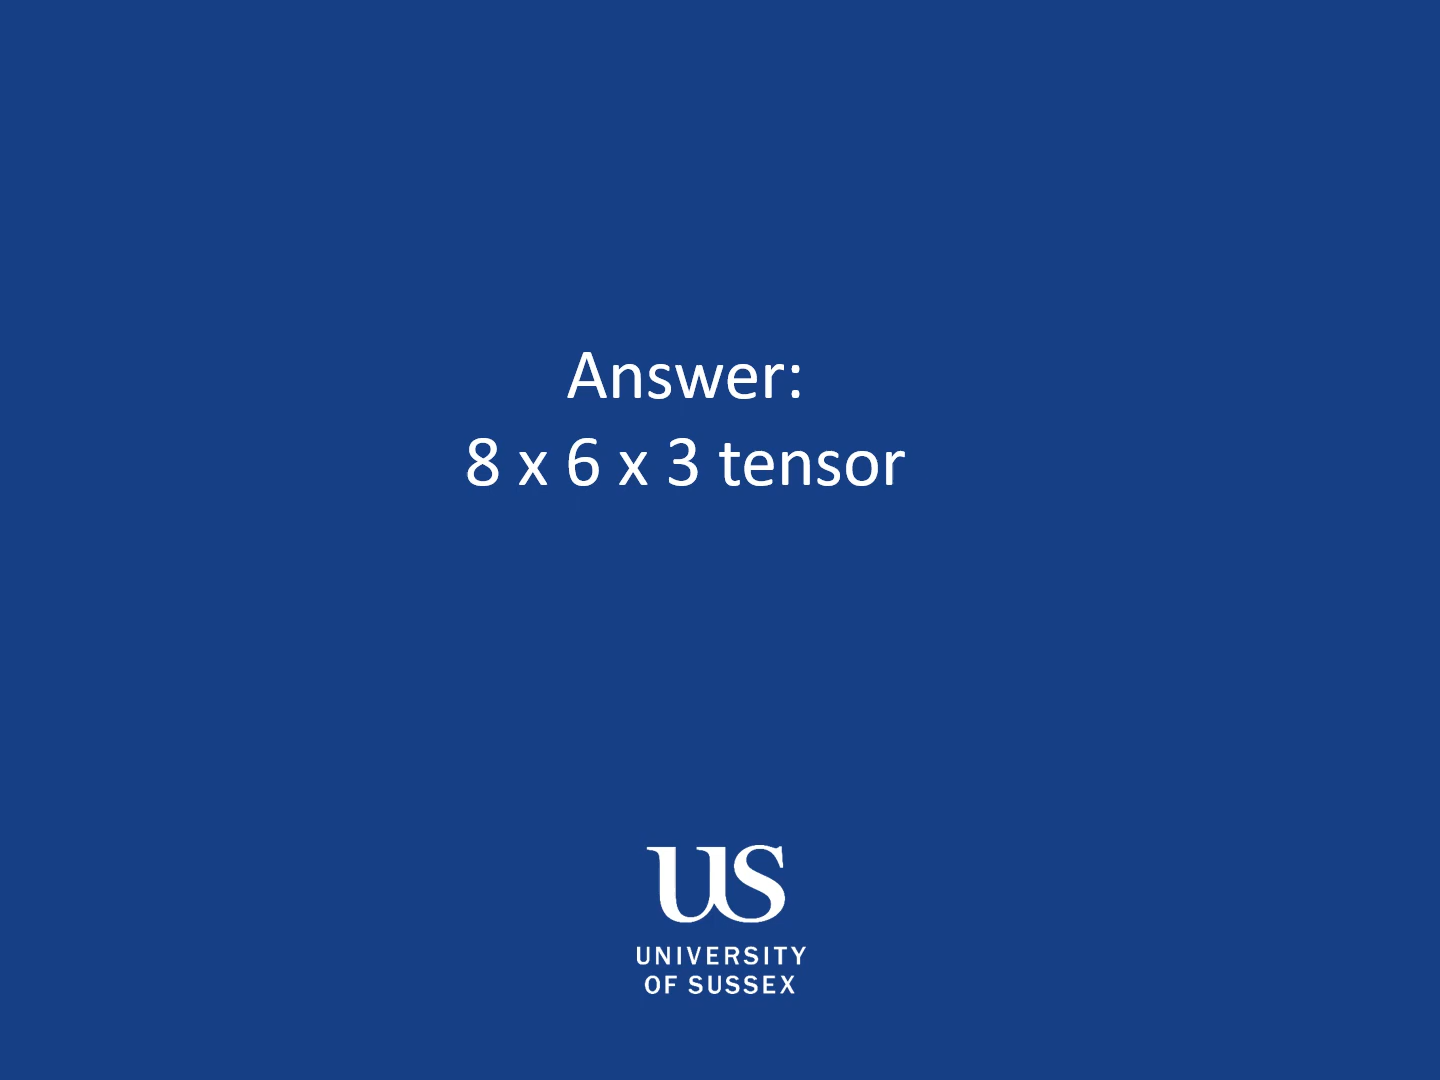 Answer:
8 x 6 x 3 tensor
US
UNIVERSITY
OF SUSSEX